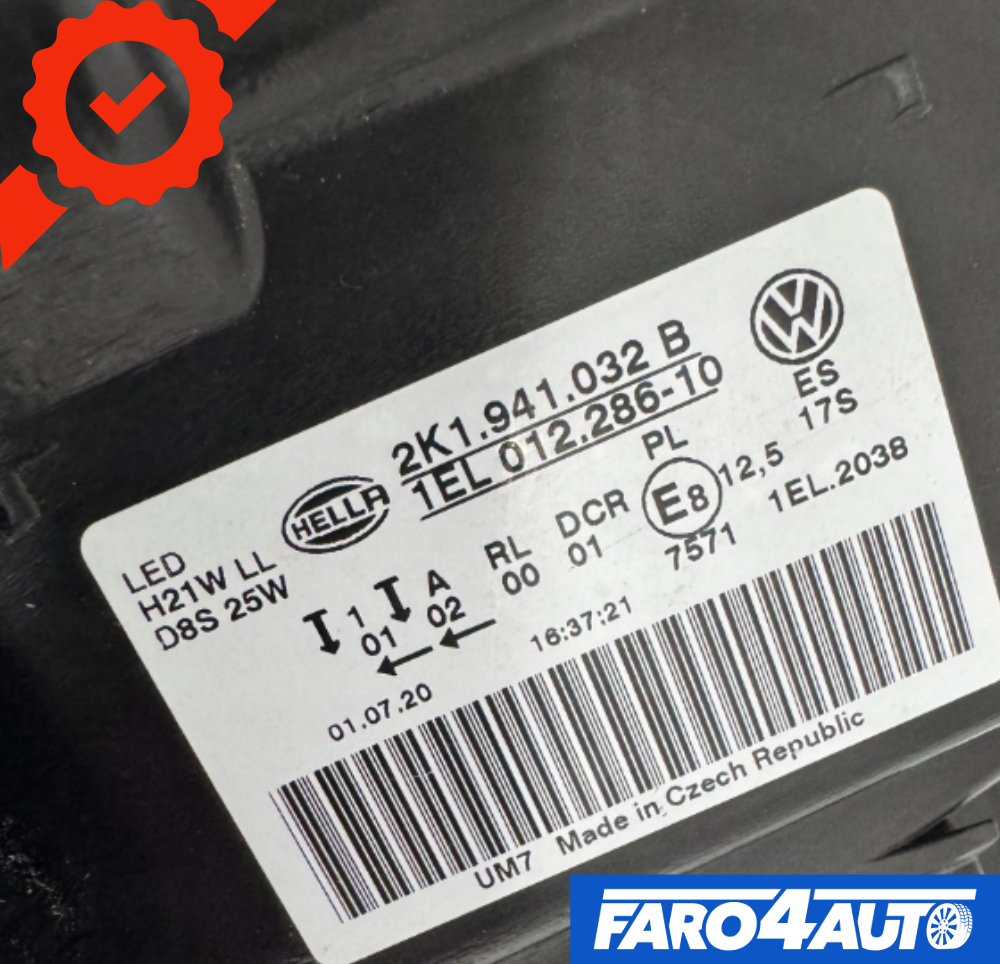 2K1.941.032 B
1EL 012.286-10
HELLA
ES
17S
LED
H21W LL
D8S 25W
1
01
A
02
RL
00
DCR
01
PL
E8
12,5
7571
1EL.2038
01.07.20
16:37:21
UM7 Made in Czech Republic
FARO4AUTO